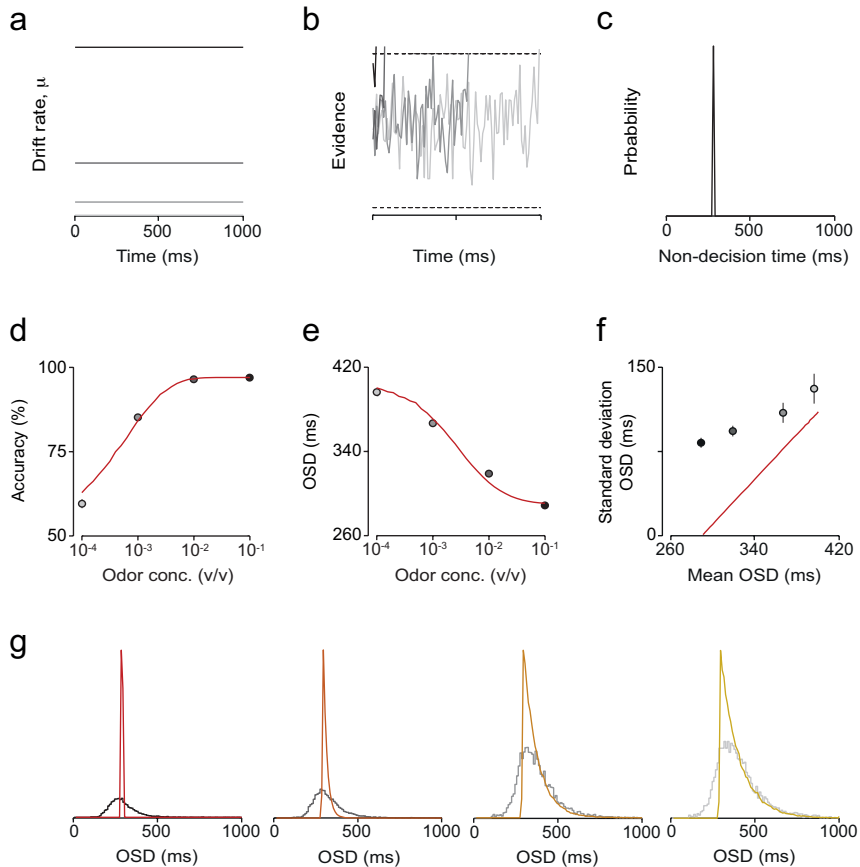 a
Drift rate, μ
0 500 1000
Time (ms)
b
Evidence
Time (ms)
c
Prbabbility
0 500 1000
Non-decision time (ms)
d
Accuracy (%)
100
75
50
10⁻⁴ 10⁻³ 10⁻² 10⁻¹
Odor conc. (v/v)
e
OSD (ms)
420
340
260
10⁻⁴ 10⁻³ 10⁻² 10⁻¹
Odor conc. (v/v)
f
Standard deviation
OSD (ms)
150
0
260 340 420
Mean OSD (ms)
g
0 500 1000
OSD (ms)
0 500 1000
OSD (ms)
0 500 1000
OSD (ms)
0 500 1000
OSD (ms)